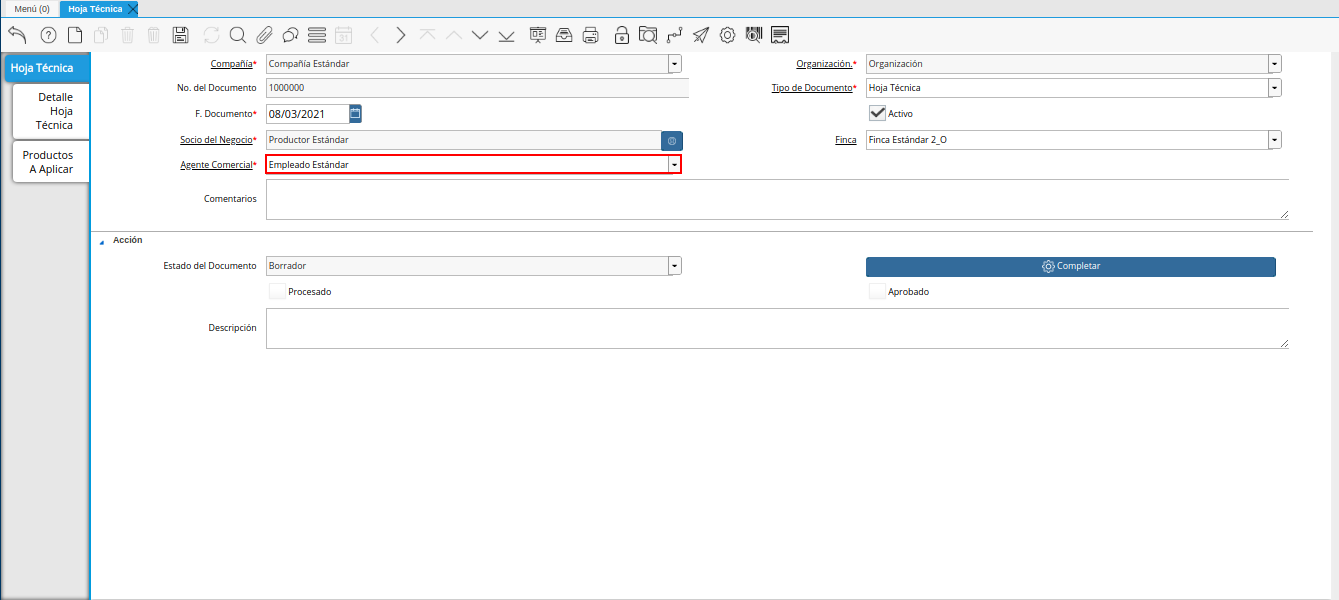 Menú (0)
Hoja Técnica
31
Hoja Técnica
Detalle
Hoja
Técnica
Productos
A Aplicar
Compañía* Compañía Estándar
Organización.* Organización
No. del Documento 1000000
Tipo de Documento* Hoja Técnica
F. Documento* 08/03/2021
Activo
Socio del Negocio* Productor Estándar
Finca Finca Estándar 2_O
Agente Comercial* Empleado Estándar
Comentarios
Acción
Estado del Documento Borrador
Completar
Procesado
Aprobado
Descripción